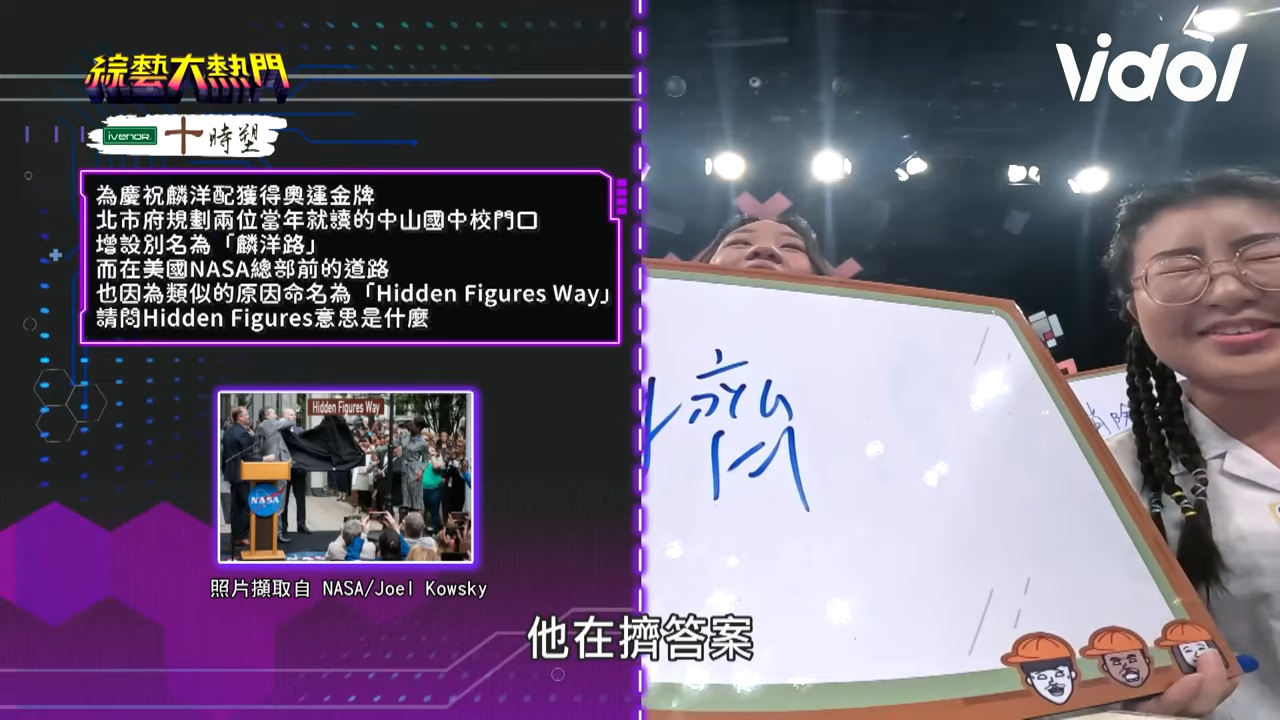 綜藝大熱門
iVENOR.
十時塑
為慶祝麟洋配獲得奧運金牌
北市府規劃兩位當年就讀的中山國中校門口
增設別名為「麟洋路」
而在美國NASA總部前的道路
也因為類似的原因命名為「Hidden Figures Way」
請問Hidden Figures意思是什麼
Hidden Figures Way
NASA
照片擷取自 NASA/Joel Kowsky
Vidol
他在擠答案